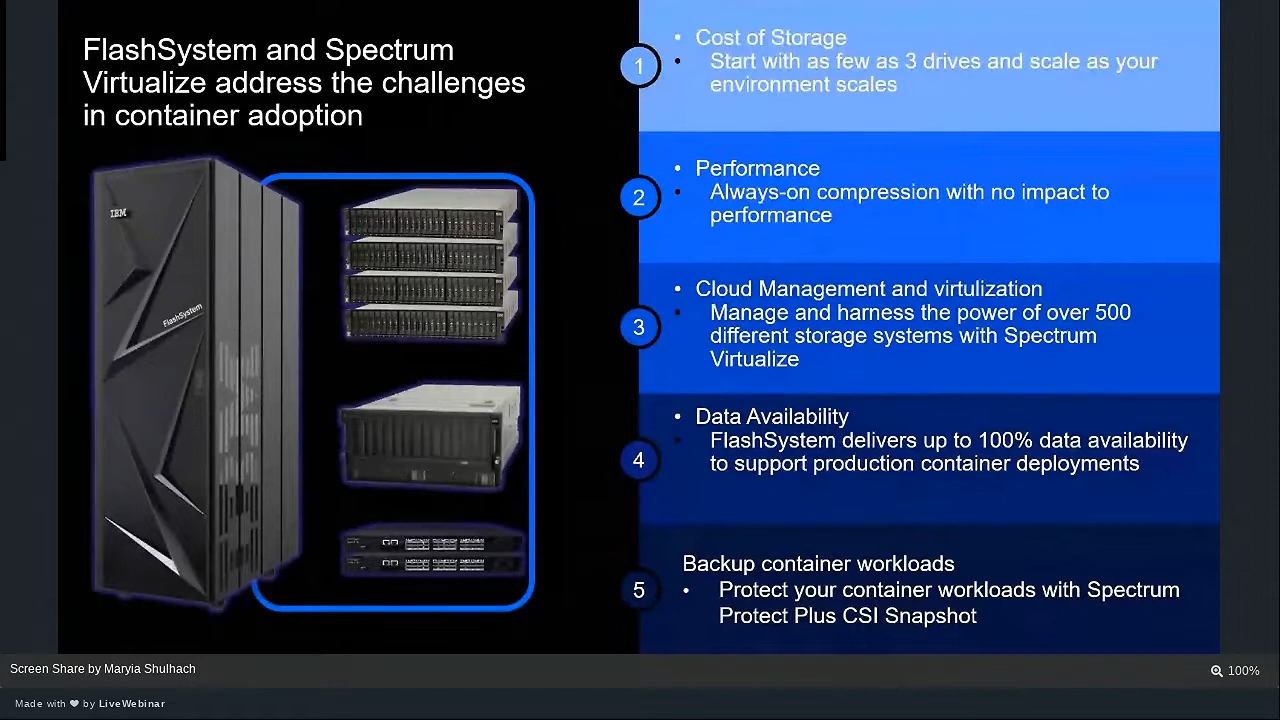 FlashSystem and Spectrum
Virtualize address the challenges
in container adoption
IBM
FlashSystem
1
• Cost of Storage
• Start with as few as 3 drives and scale as your
environment scales
2
• Performance
• Always-on compression with no impact to
performance
3
• Cloud Management and virtulization
• Manage and harness the power of over 500
different storage systems with Spectrum
Virtualize
4
• Data Availability
• FlashSystem delivers up to 100% data availability
to support production container deployments
5
Backup container workloads
• Protect your container workloads with Spectrum
Protect Plus CSI Snapshot
Screen Share by Maryia Shulhach
100%
Made with ❤ by LiveWebinar